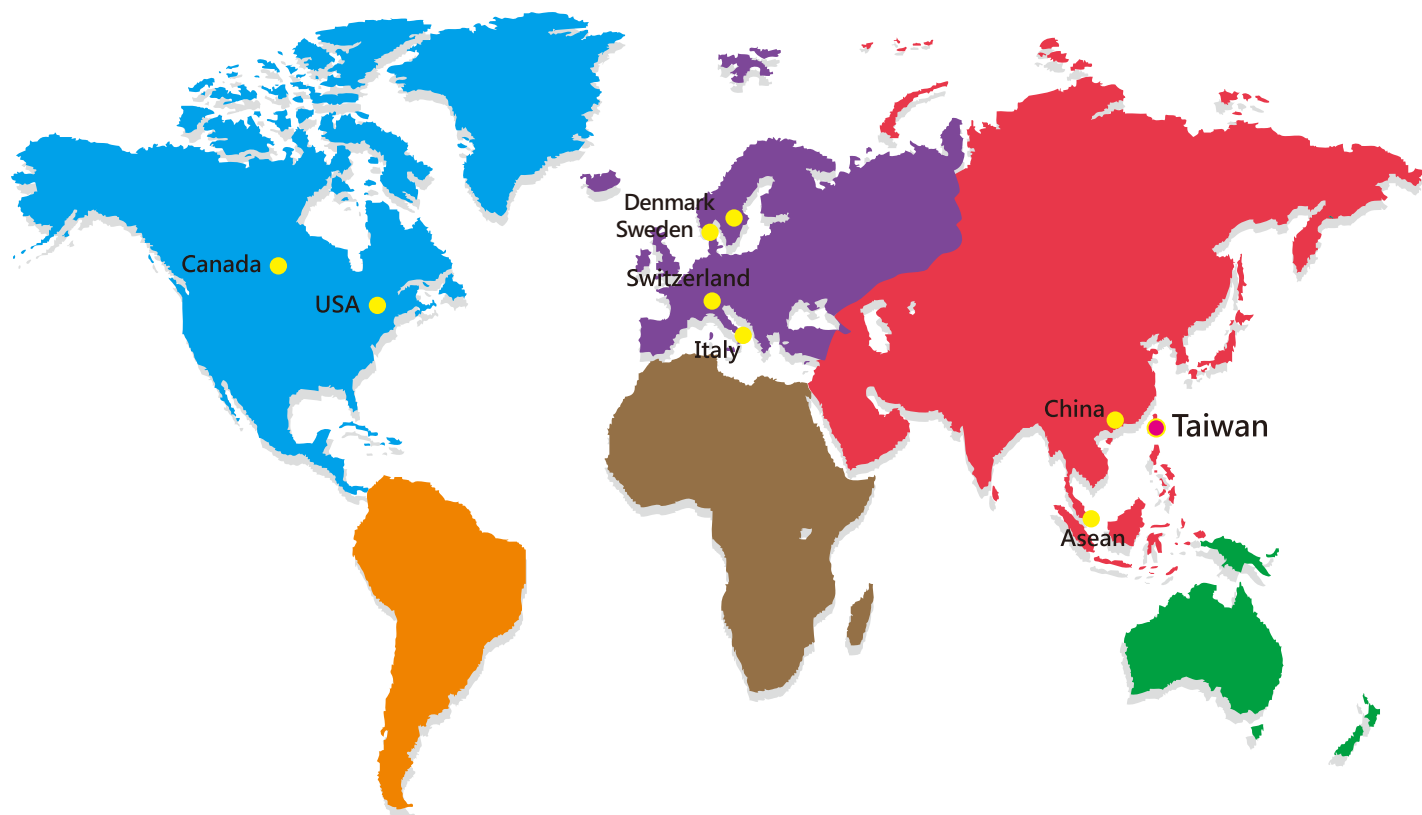 Denmark
Sweden
Canada
Switzerland
USA
Italy
China
Taiwan
Asean